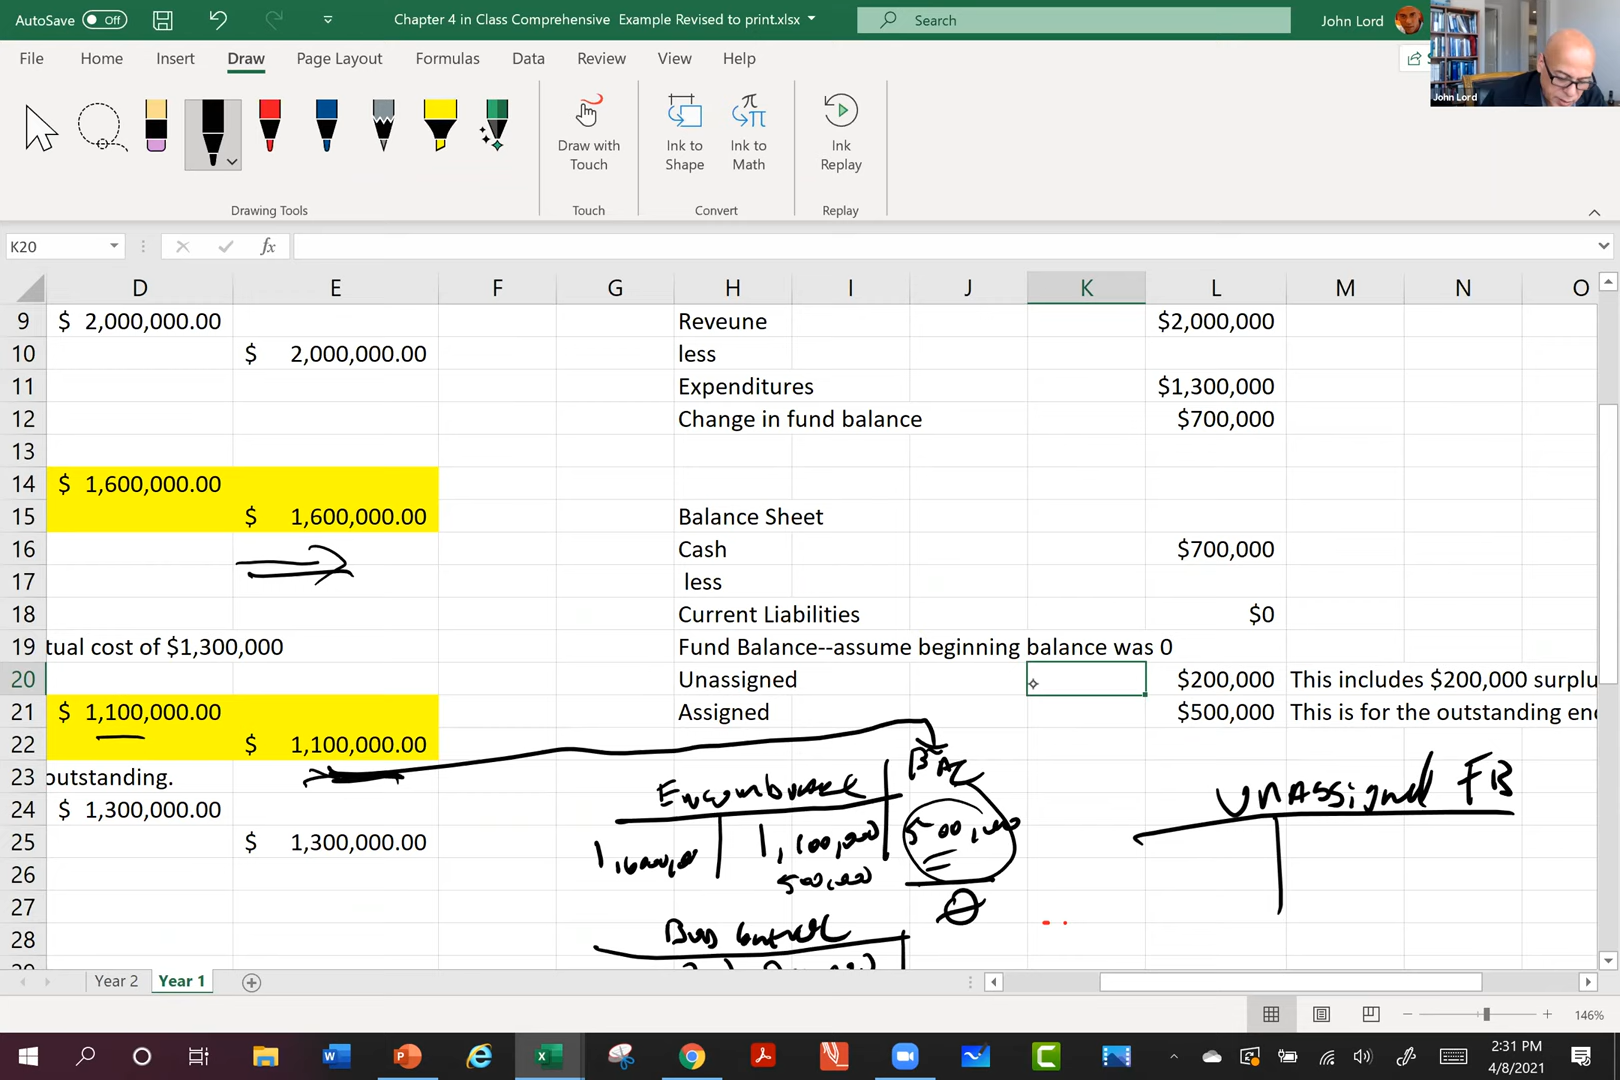 AutoSave Off
Chapter 4 in Class Comprehensive Example Revised to print.xlsx
Search
John Lord
File Home Insert Draw Page Layout Formulas Data Review View Help
John Lord
Draw with Touch
Ink to Shape
Ink to Math
Ink Replay
Drawing Tools Touch Convert Replay
K20 fx
D E F G H I J K L M N O
9 $ 2,000,000.00 Reveune $2,000,000
10 $ 2,000,000.00 less
11 Expenditures $1,300,000
12 Change in fund balance $700,000
13
14 $ 1,600,000.00
15 $ 1,600,000.00 Balance Sheet
16 Cash $700,000
17 less
18 Current Liabilities $0
19 tual cost of $1,300,000 Fund Balance--assume beginning balance was 0
20 Unassigned $200,000 This includes $200,000 surplu
21 $ 1,100,000.00 Assigned $500,000 This is for the outstanding enc
22 $ 1,100,000.00
23 outstanding.
24 $ 1,300,000.00
25 $ 1,300,000.00
26
27
28
BAL
Unassigned FB
1,100,000
500,000
500,000
Year 2 Year 1
146%
2:31 PM
4/8/2021